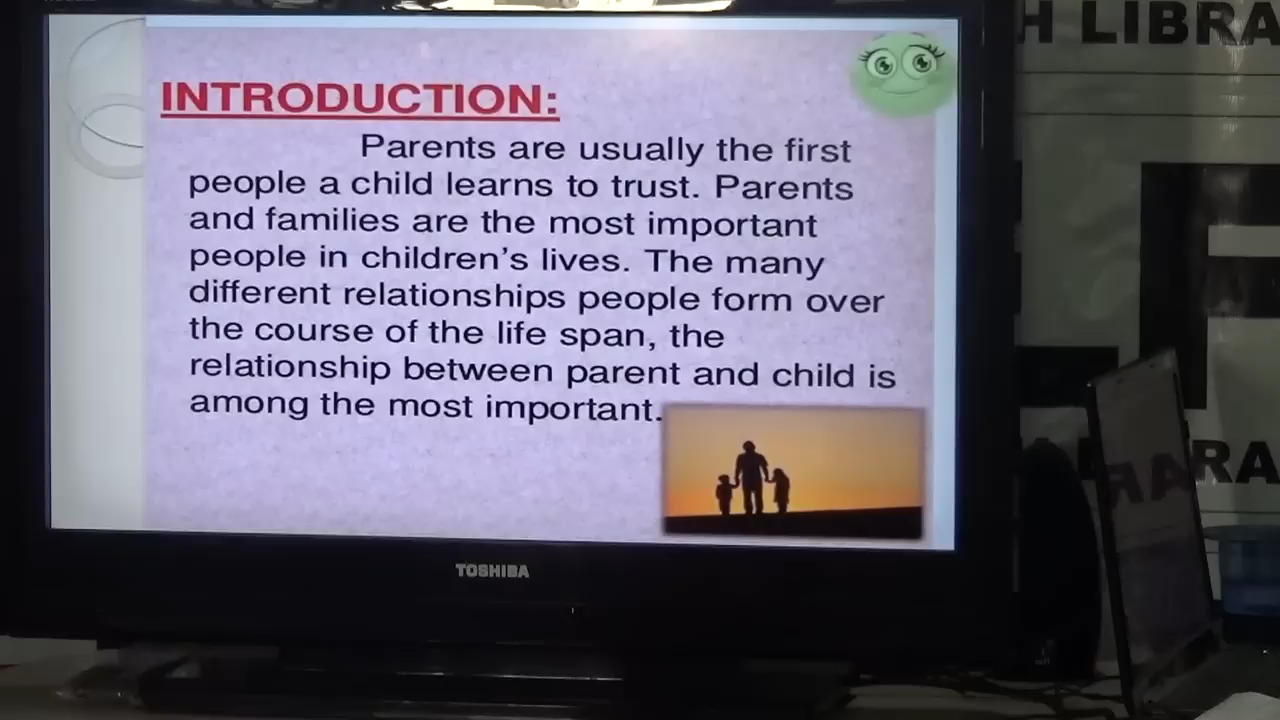 INTRODUCTION:
Parents are usually the first
people a child learns to trust. Parents
and families are the most important
people in children's lives. The many
different relationships people form over
the course of the life span, the
relationship between parent and child is
among the most important.
TOSHIBA
H LIBRA
RA